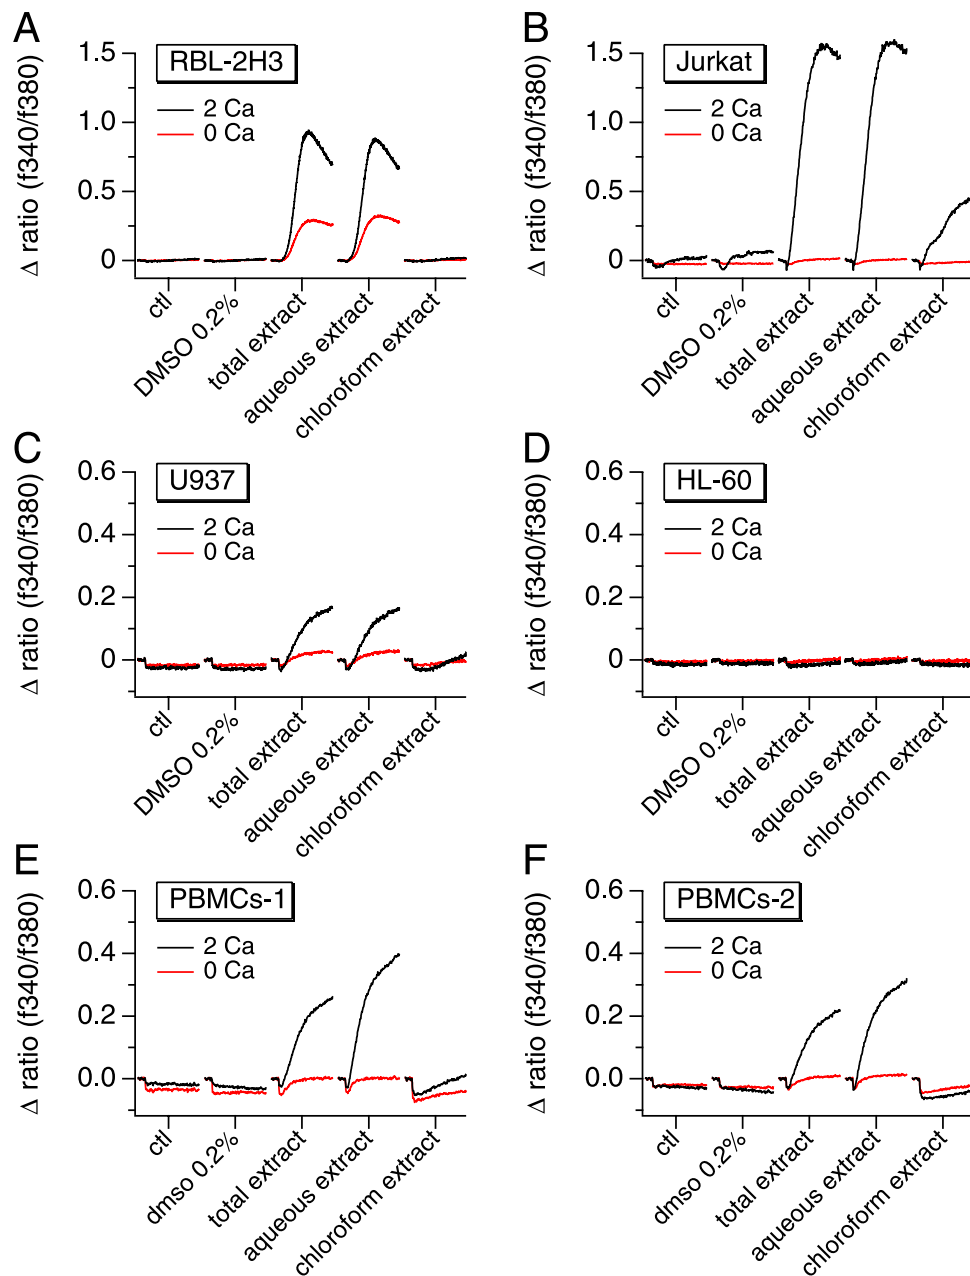 A
RBL-2H3
2 Ca
0 Ca
Δ ratio (f340/f380)
1.5
1.0
0.5
0
ctl
DMSO 0.2%
total extract
aqueous extract
chloroform extract
B
Jurkat
2 Ca
0 Ca
Δ ratio (f340/f380)
1.5
1.0
0.5
0
ctl
DMSO 0.2%
total extract
aqueous extract
chloroform extract
C
U937
2 Ca
0 Ca
Δ ratio (f340/f380)
0.6
0.4
0.2
0
ctl
DMSO 0.2%
total extract
aqueous extract
chloroform extract
D
HL-60
2 Ca
0 Ca
Δ ratio (f340/f380)
0.6
0.4
0.2
0
ctl
DMSO 0.2%
total extract
aqueous extract
chloroform extract
E
PBMCs-1
2 Ca
0 Ca
Δ ratio (f340/f380)
0.6
0.4
0.2
0.0
ctl
dmso 0.2%
total extract
aqueous extract
chloroform extract
F
PBMCs-2
2 Ca
0 Ca
Δ ratio (f340/f380)
0.6
0.4
0.2
0.0
ctl
dmso 0.2%
total extract
aqueous extract
chloroform extract